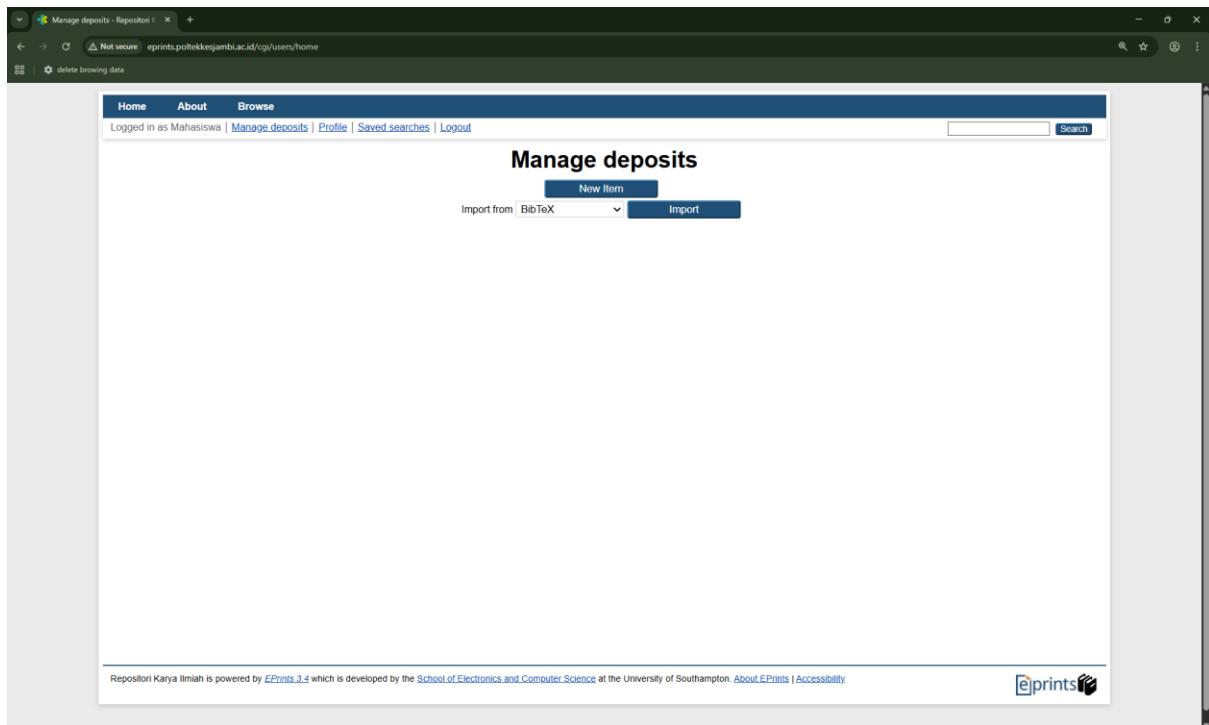 Manage deposits - Repositori K
Not secure eprints.poltekkesjambi.ac.id/cgi/users/home
delete browing data
Home About Browse
Logged in as Mahasiswa | Manage deposits | Profile | Saved searches | Logout Search
Manage deposits
New Item
Import from BibTeX Import
Repositori Karya Ilmiah is powered by EPrints 3.4 which is developed by the School of Electronics and Computer Science at the University of Southampton. About EPrints | Accessibility
eprints